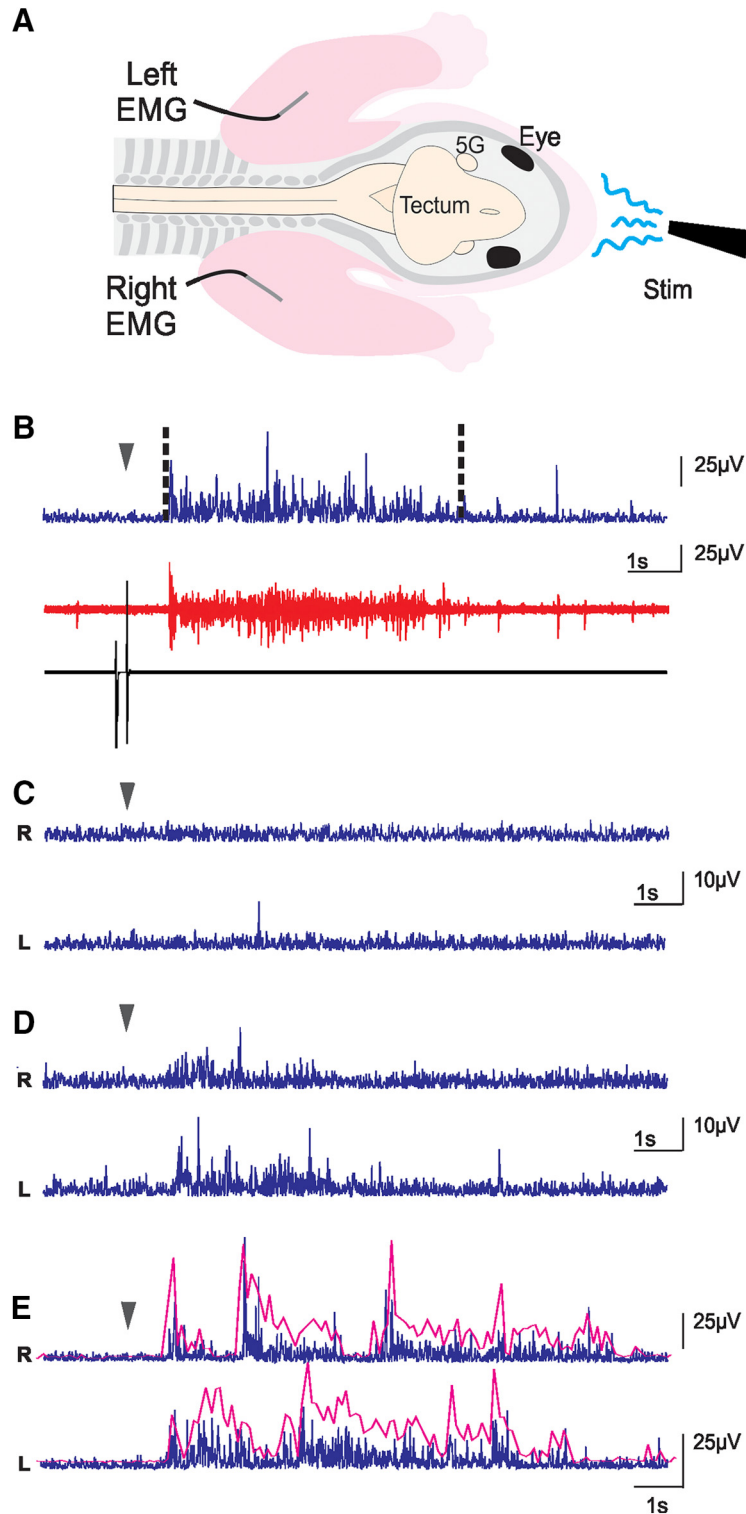 A
Left
EMG
5G
Eye
Tectum
Right
EMG
Stim
B
25µV
1s
25µV
C
R
10µV
1s
L
D
R
10µV
1s
L
E
25µV
R
25µV
L
1s